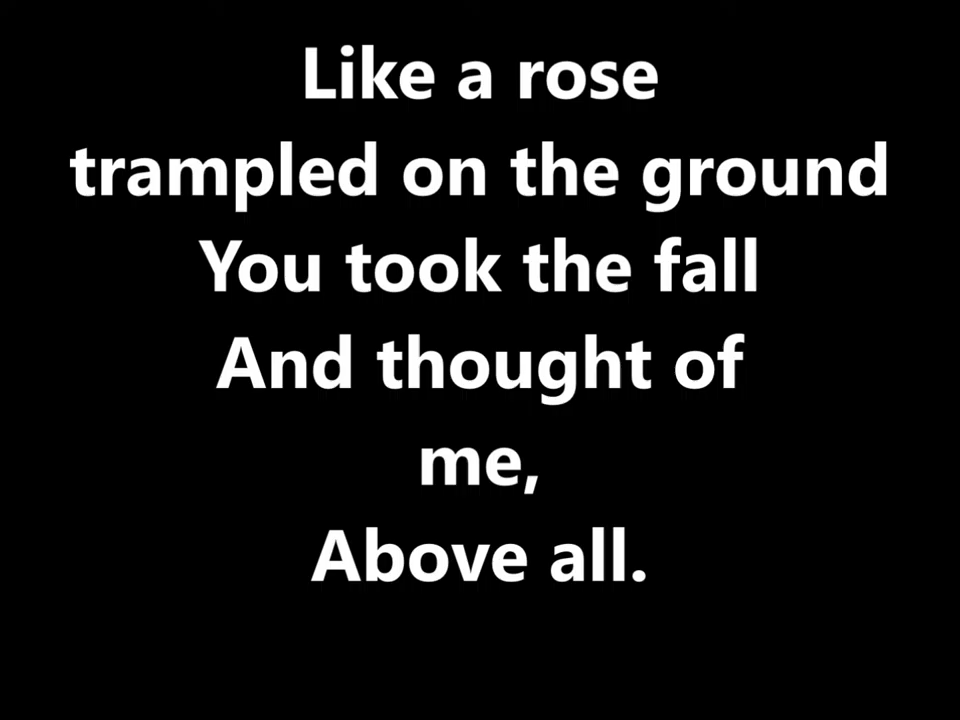 Like a rose
trampled on the ground
You took the fall
And thought of
me,
Above all.